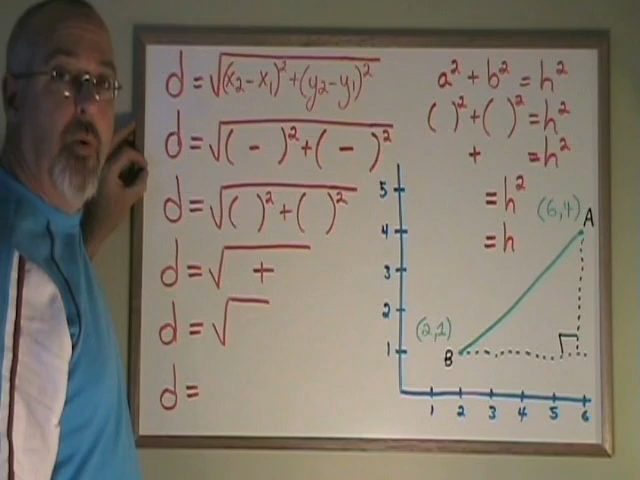 d = √(x₂ - x₁)² + (y₂ - y₁)²
d = √( - )² + ( - )²
d = √( )² + ( )²
d = √ +
d = √
d =
a² + b² = h²
( )² + ( )² = h²
+ = h²
= h²
= h
5
4
3
2
1
1 2 3 4 5 6
(6,4) A
(2,1)
B